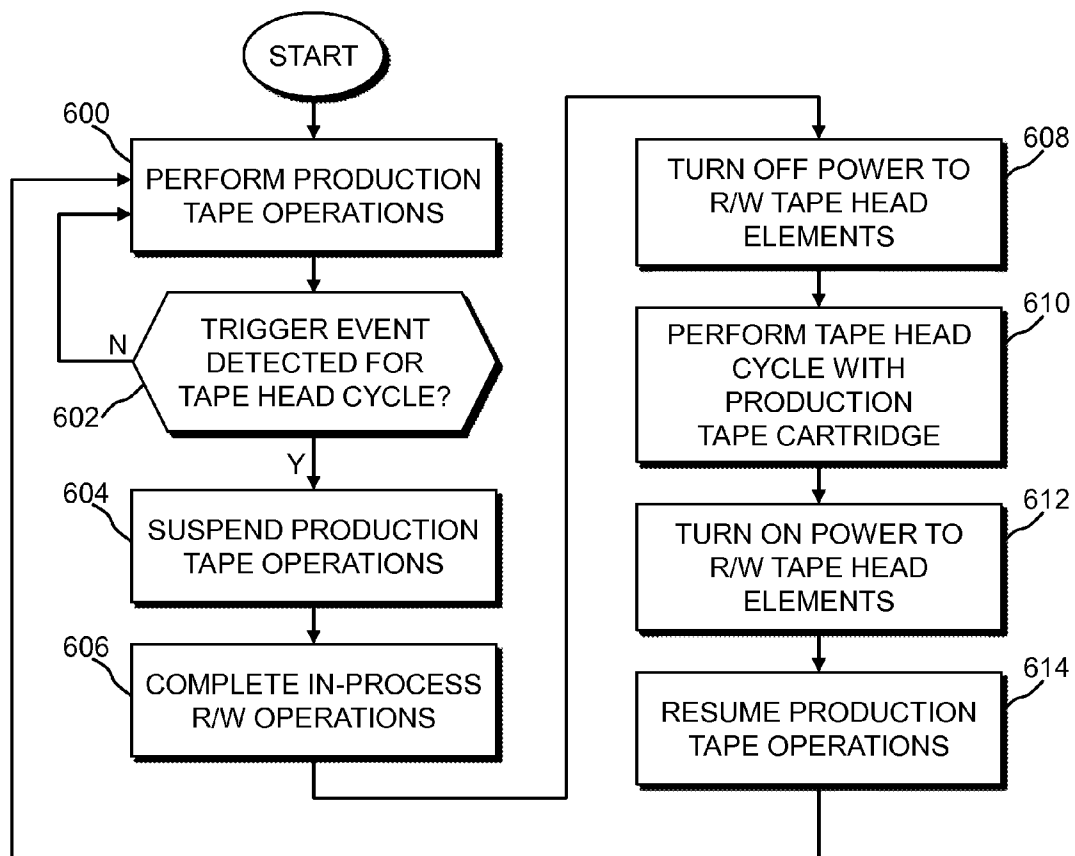 START
600
PERFORM PRODUCTION
TAPE OPERATIONS
TRIGGER EVENT
DETECTED FOR
TAPE HEAD CYCLE?
N
602
Y
604
SUSPEND PRODUCTION
TAPE OPERATIONS
606
COMPLETE IN-PROCESS
R/W OPERATIONS
608
TURN OFF POWER TO
R/W TAPE HEAD
ELEMENTS
610
PERFORM TAPE HEAD
CYCLE WITH
PRODUCTION
TAPE CARTRIDGE
612
TURN ON POWER TO
R/W TAPE HEAD
ELEMENTS
614
RESUME PRODUCTION
TAPE OPERATIONS